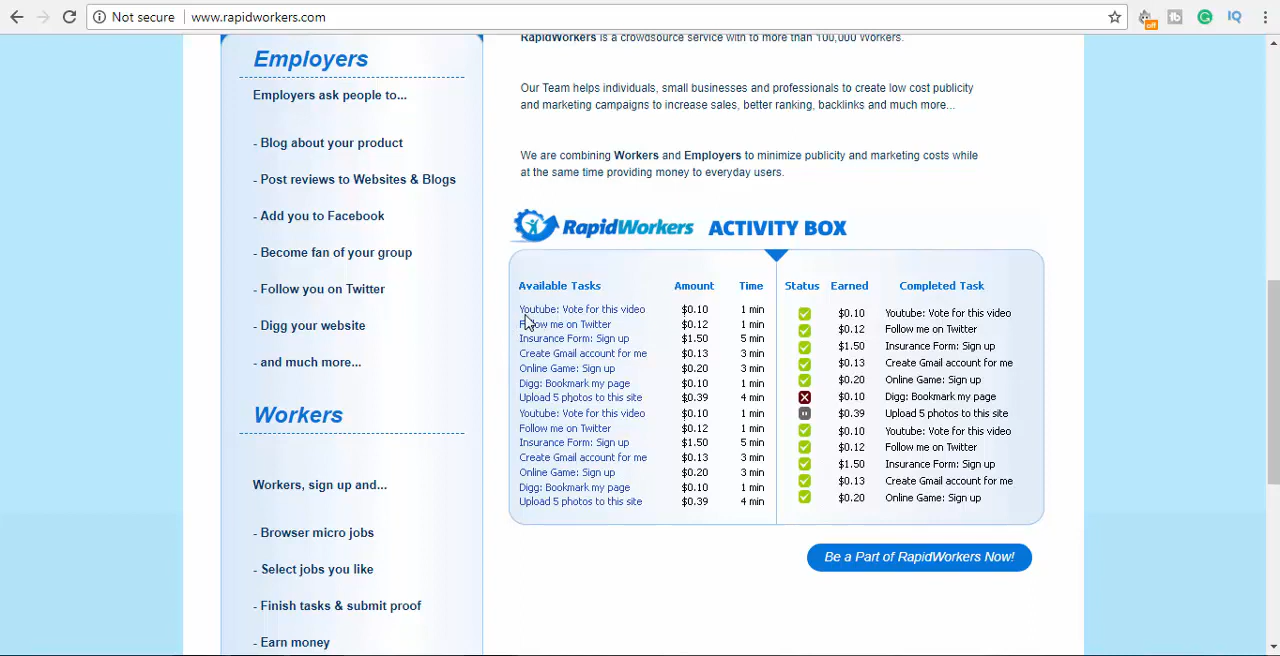 Not secure | www.rapidworkers.com
off
tb
G
IQ
Employers
Employers ask people to...
- Blog about your product
- Post reviews to Websites & Blogs
- Add you to Facebook
- Become fan of your group
- Follow you on Twitter
- Digg your website
- and much more...
Workers
Workers, sign up and...
- Browser micro jobs
- Select jobs you like
- Finish tasks & submit proof
- Earn money
RapidWorkers is a crowdsource service with to more than 100,000 Workers.
Our Team helps individuals, small businesses and professionals to create low cost publicity
and marketing campaigns to increase sales, better ranking, backlinks and much more...
We are combining Workers and Employers to minimize publicity and marketing costs while
at the same time providing money to everyday users.
RapidWorkers ACTIVITY BOX
Available Tasks Amount Time
Youtube: Vote for this video $0.10 1 min
Follow me on Twitter $0.12 1 min
Insurance Form: Sign up $1.50 5 min
Create Gmail account for me $0.13 3 min
Online Game: Sign up $0.20 3 min
Digg: Bookmark my page $0.10 1 min
Upload 5 photos to this site $0.39 4 min
Youtube: Vote for this video $0.10 1 min
Follow me on Twitter $0.12 1 min
Insurance Form: Sign up $1.50 5 min
Create Gmail account for me $0.13 3 min
Online Game: Sign up $0.20 3 min
Digg: Bookmark my page $0.10 1 min
Upload 5 photos to this site $0.39 4 min
Status Earned Completed Task
$0.10 Youtube: Vote for this video
$0.12 Follow me on Twitter
$1.50 Insurance Form: Sign up
$0.13 Create Gmail account for me
$0.20 Online Game: Sign up
$0.10 Digg: Bookmark my page
$0.39 Upload 5 photos to this site
$0.10 Youtube: Vote for this video
$0.12 Follow me on Twitter
$1.50 Insurance Form: Sign up
$0.13 Create Gmail account for me
$0.20 Online Game: Sign up
Be a Part of RapidWorkers Now!